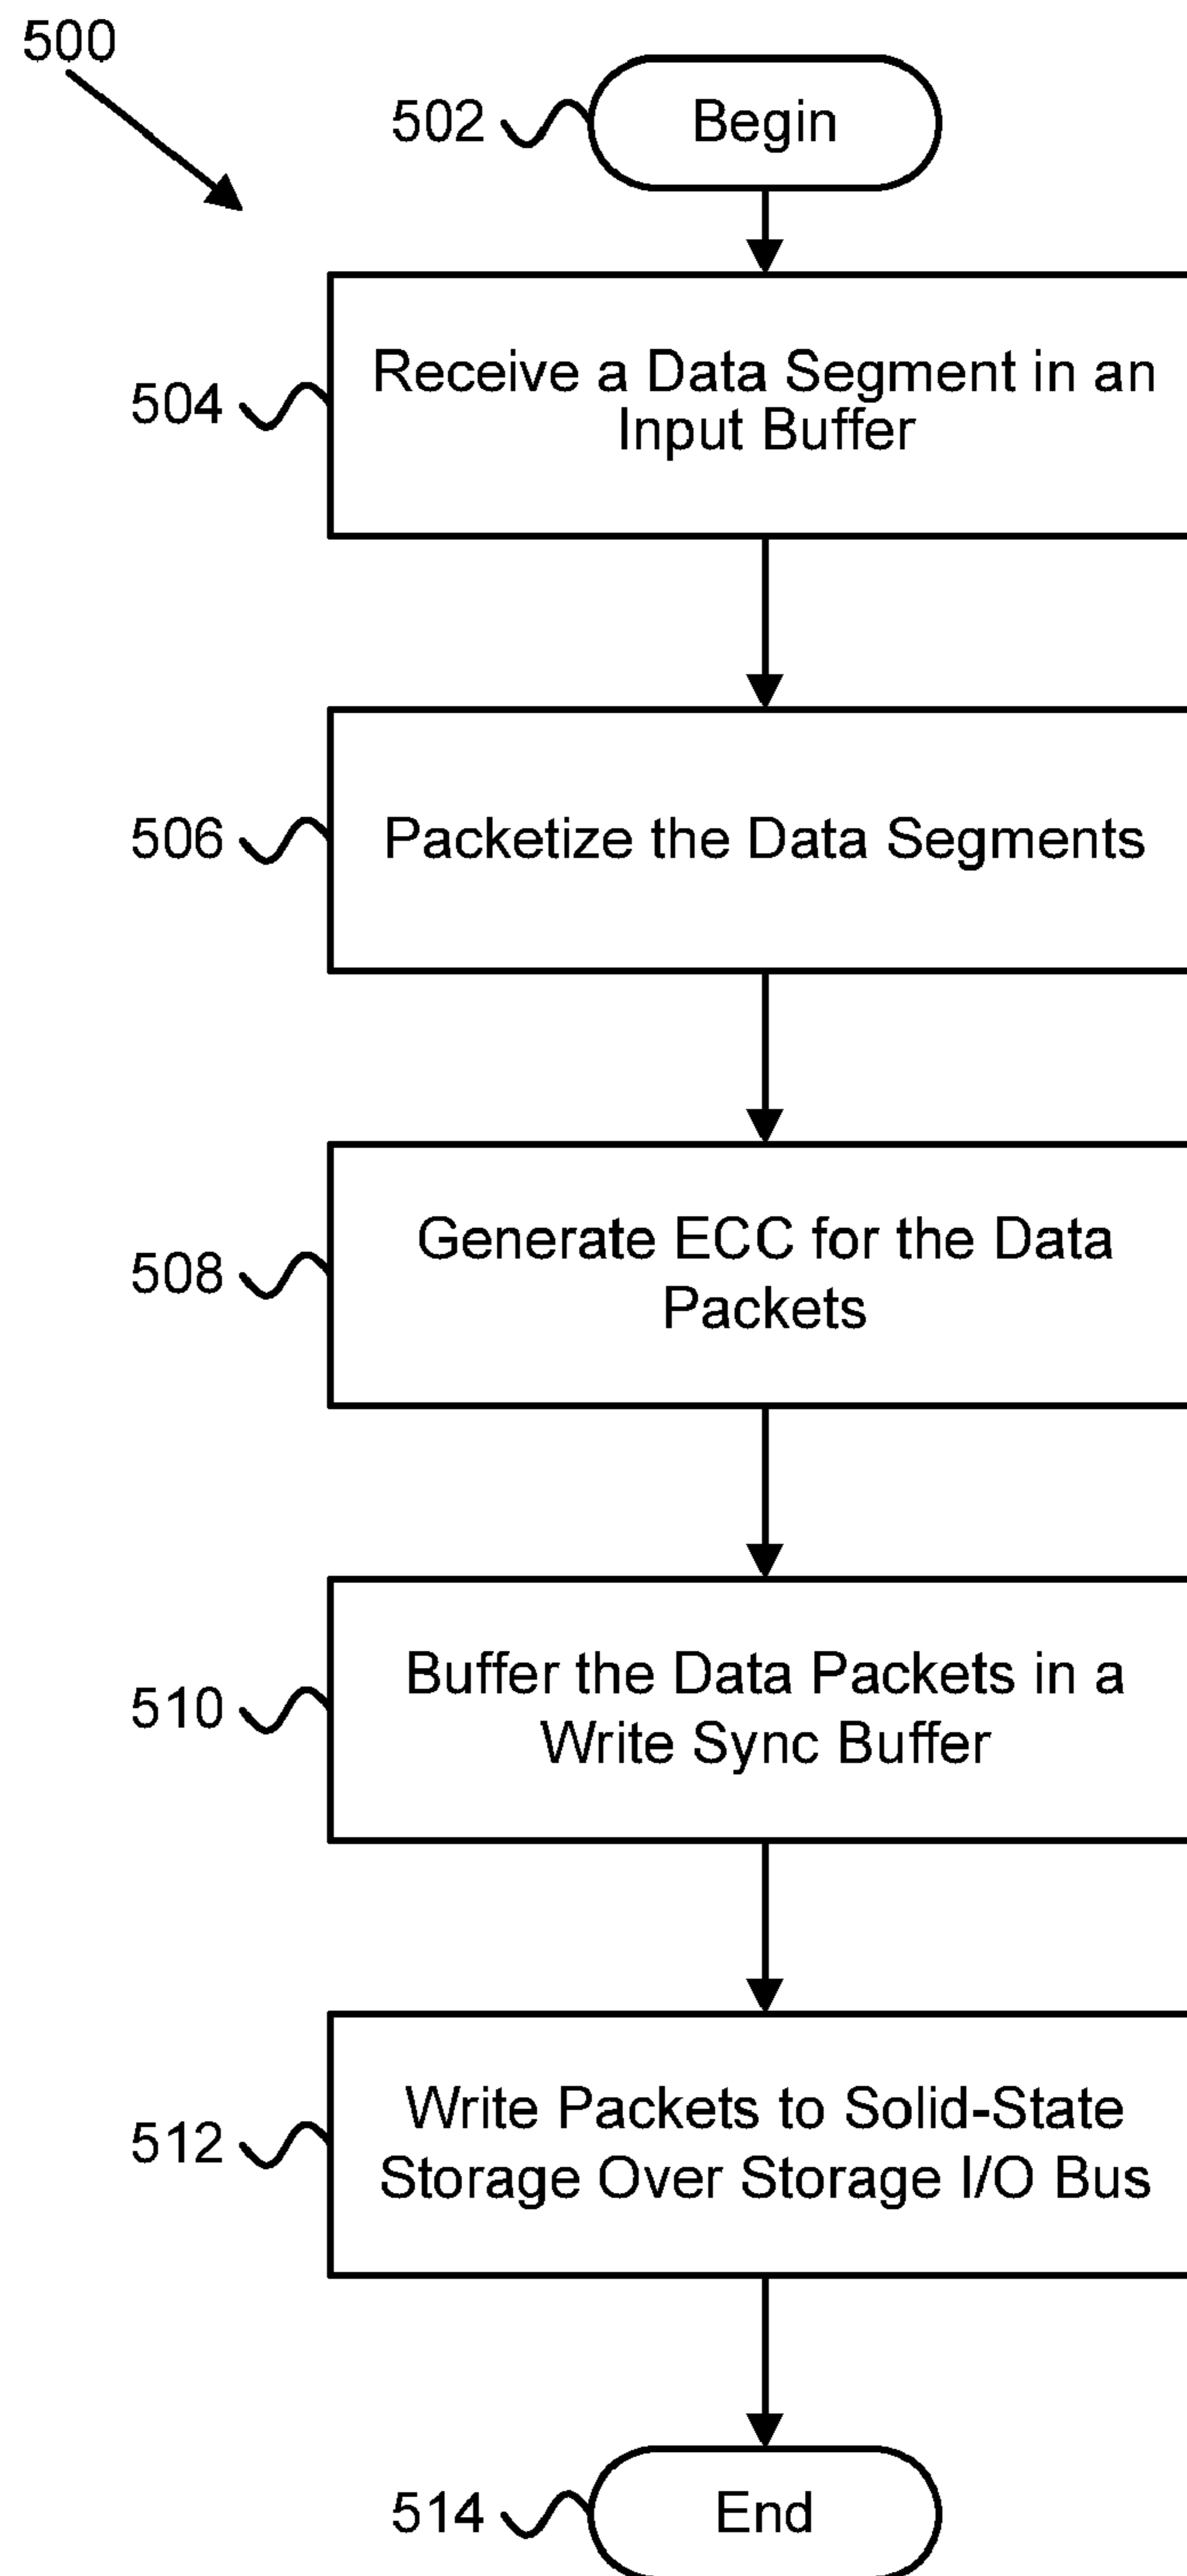 500
502
Begin
504
Receive a Data Segment in an
Input Buffer
506
Packetize the Data Segments
508
Generate ECC for the Data
Packets
510
Buffer the Data Packets in a
Write Sync Buffer
512
Write Packets to Solid-State
Storage Over Storage I/O Bus
514
End